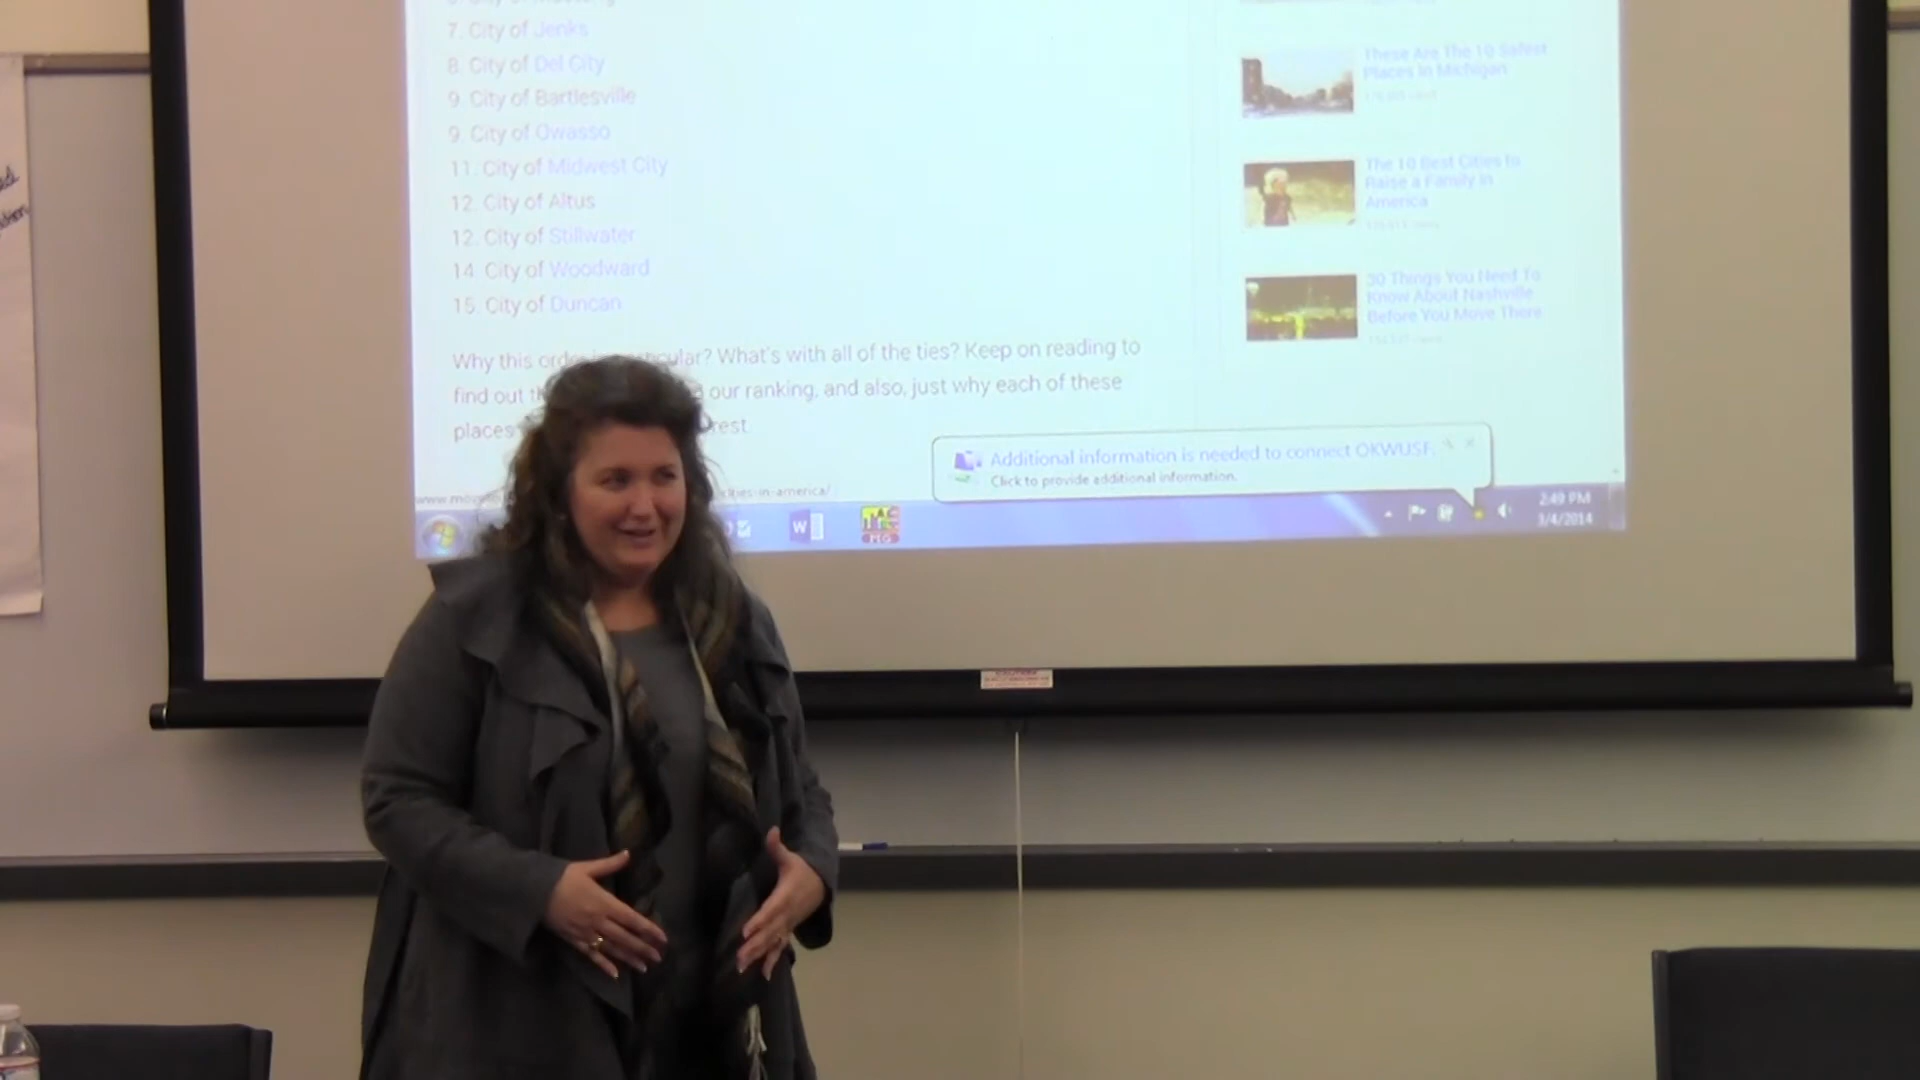 7. City of Jenks
8. City of Del City
9. City of Bartlesville
9. City of Owasso
11. City of Midwest City
12. City of Altus
12. City of Stillwater
14. City of Woodward
15. City of Duncan
Why this order What's with all of the ties? Keep on reading to
find out our ranking, and also, just why each of these
places rest.
These Are The 10 Safest
Places In Michigan
The 10 Best Cities to
Raise a Family in
America
30 Things You Need To
Know About Nashville
Before You Move There
Additional information is needed to connect OKWUSF.
Click to provide additional information.
cities-in-america/
W
PEG
2:49 PM
3/4/2014